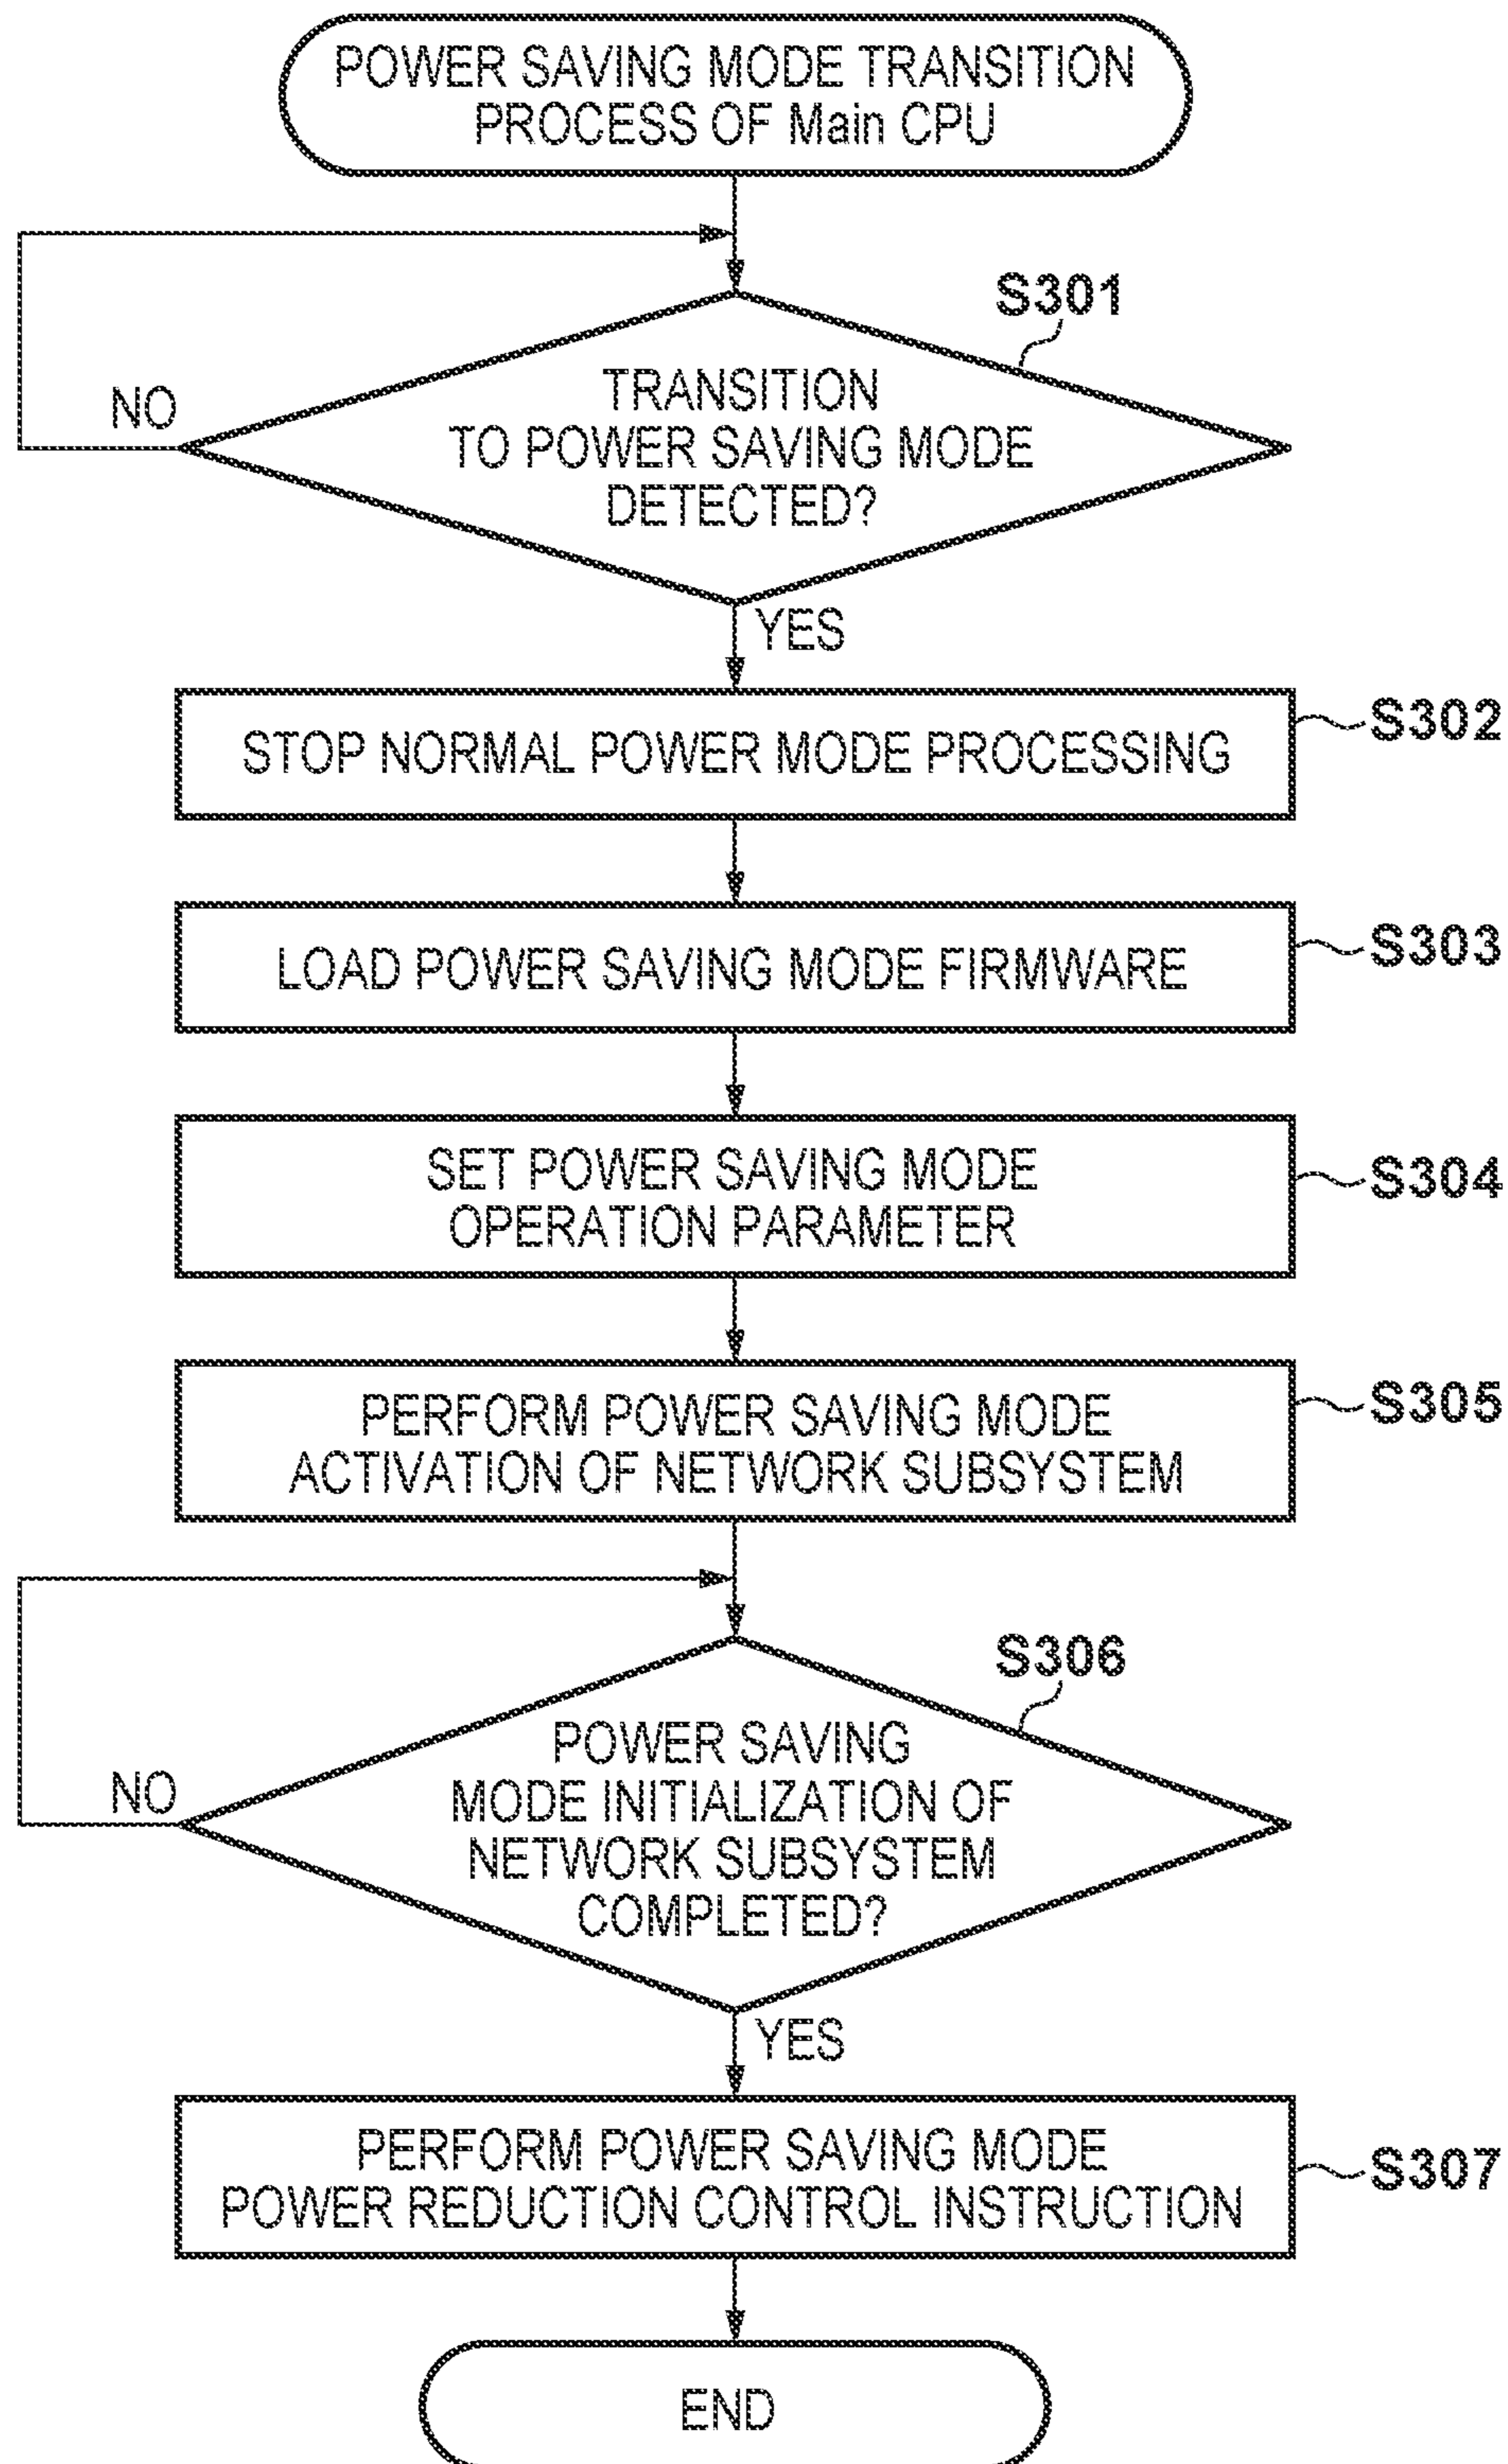 POWER SAVING MODE TRANSITION
PROCESS OF Main CPU
S301
TRANSITION
TO POWER SAVING MODE
DETECTED?
NO
YES
STOP NORMAL POWER MODE PROCESSING
S302
LOAD POWER SAVING MODE FIRMWARE
S303
SET POWER SAVING MODE
OPERATION PARAMETER
S304
PERFORM POWER SAVING MODE
ACTIVATION OF NETWORK SUBSYSTEM
S305
S306
POWER SAVING
MODE INITIALIZATION OF
NETWORK SUBSYSTEM
COMPLETED?
NO
YES
PERFORM POWER SAVING MODE
POWER REDUCTION CONTROL INSTRUCTION
S307
END